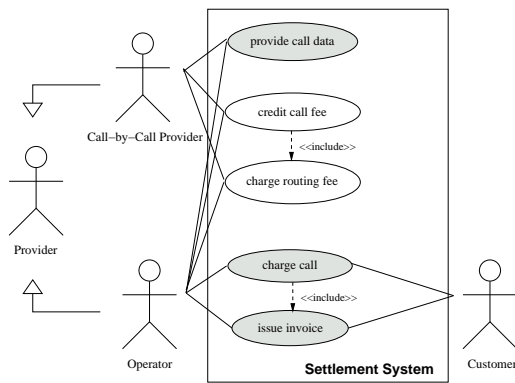 provide call data
credit call fee
Call–by–Call Provider
<<include>>
charge routing fee
Provider
charge call
<<include>>
issue invoice
Operator
Settlement System
Customer